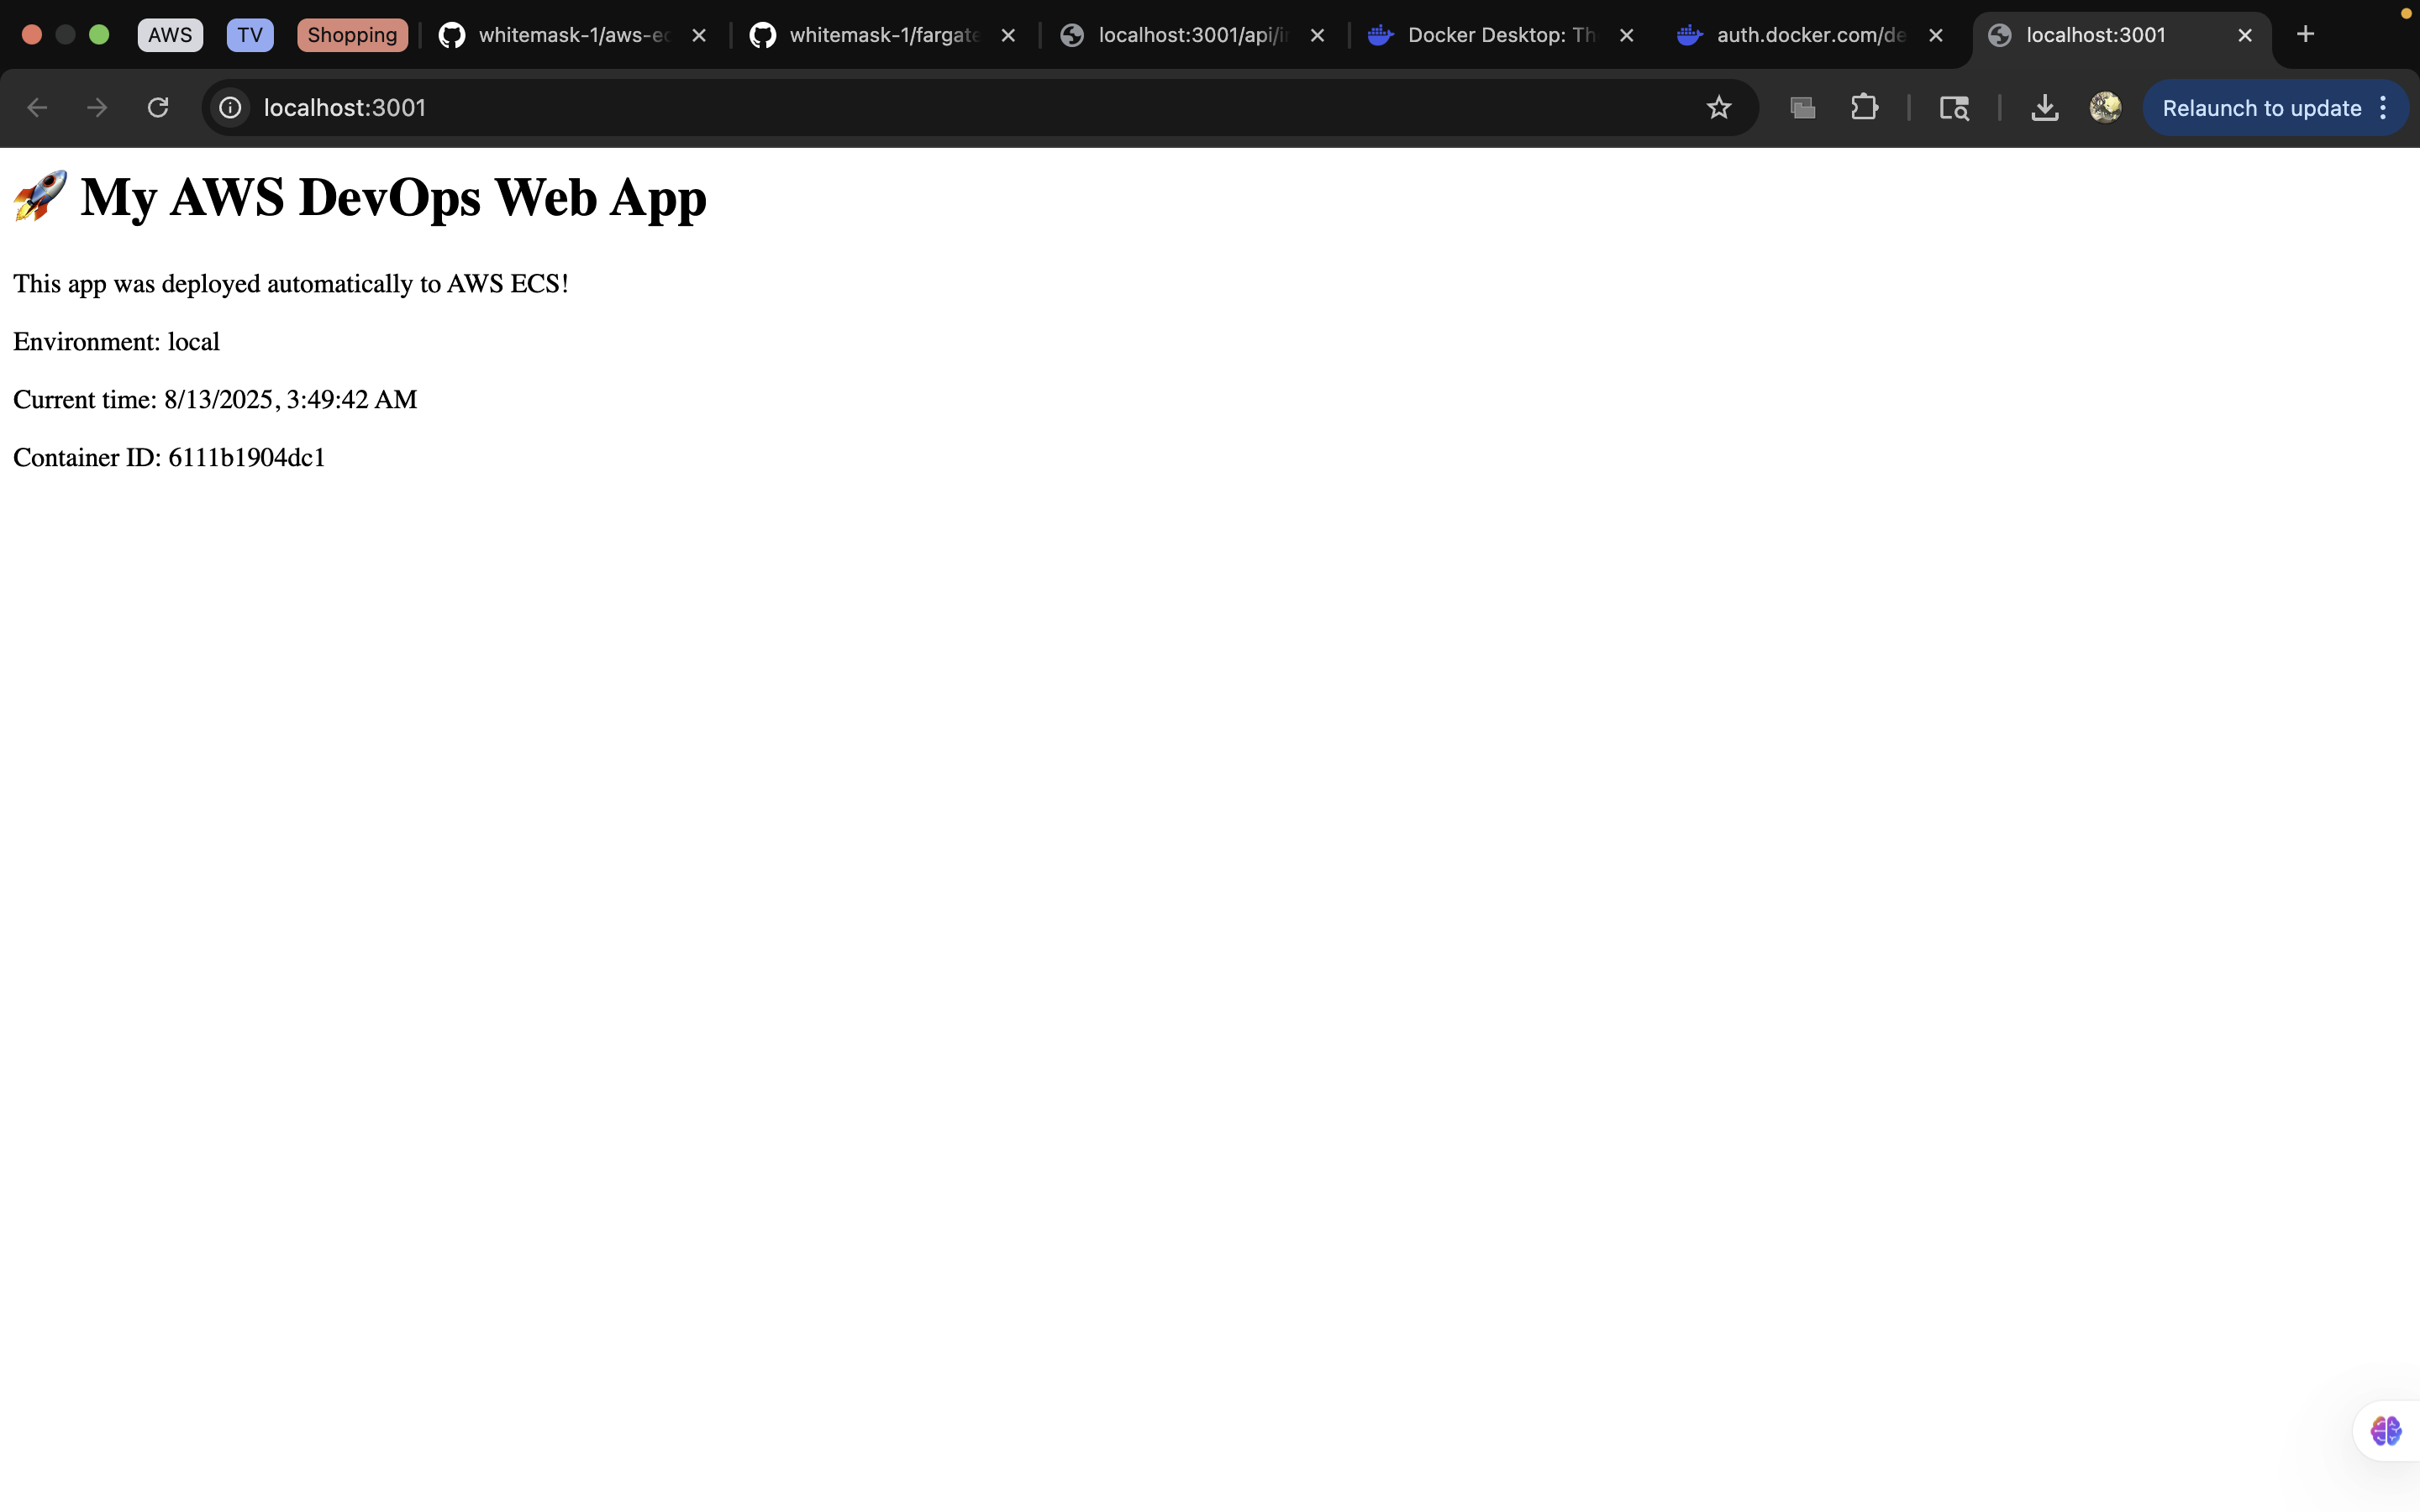 AWS TV Shopping whitemask-1/aws-ec whitemask-1/fargate localhost:3001/api/i Docker Desktop: Th auth.docker.com/de localhost:3001
localhost:3001 Relaunch to update
🚀 My AWS DevOps Web App
This app was deployed automatically to AWS ECS!
Environment: local
Current time: 8/13/2025, 3:49:42 AM
Container ID: 6111b1904dc1